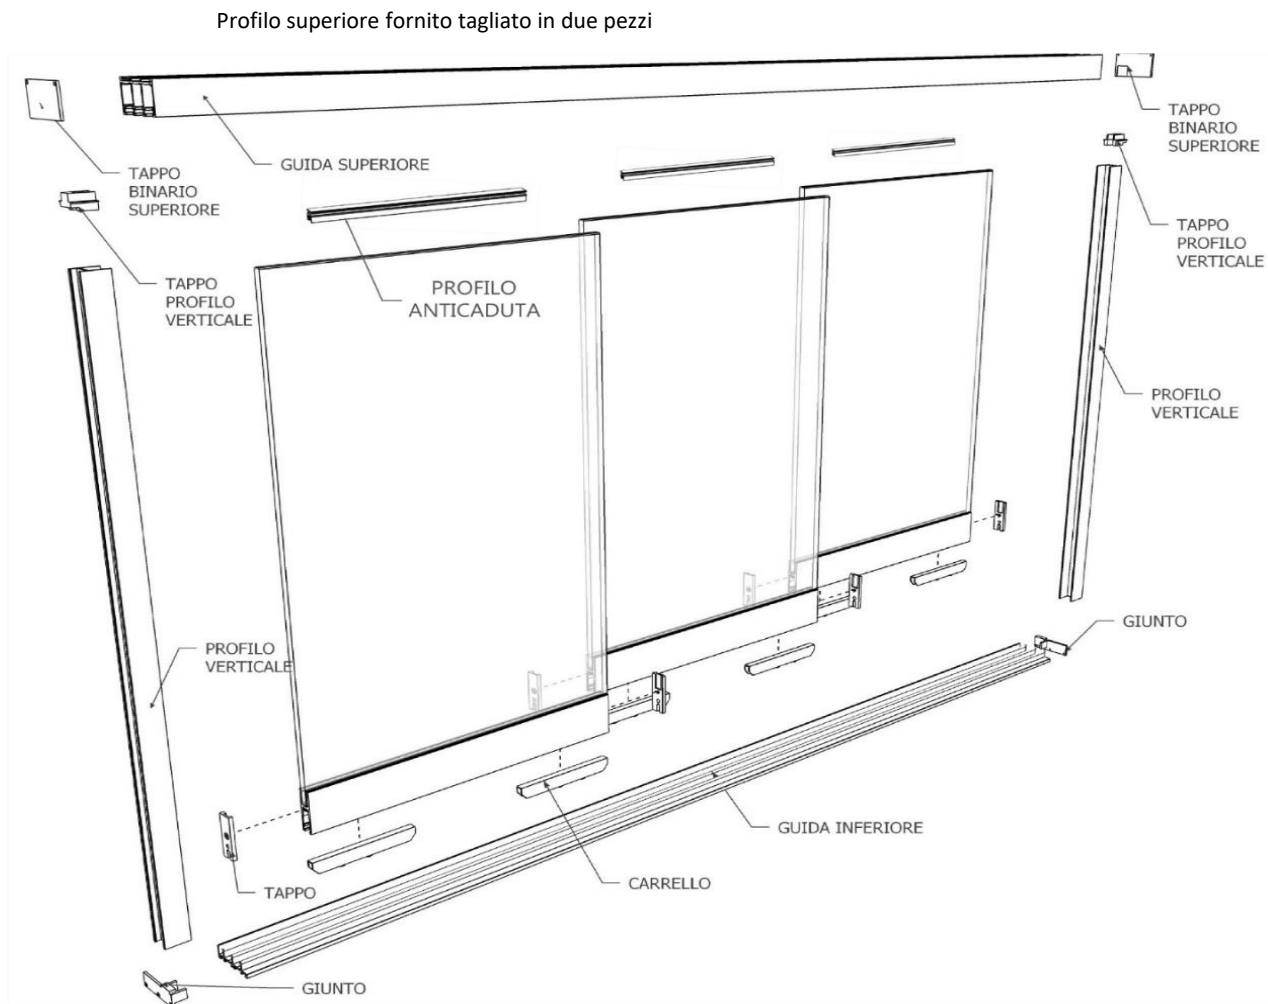 Profilo superiore fornito tagliato in due pezzi
TAPPO
BINARIO
SUPERIORE
GUIDA SUPERIORE
TAPPO
BINARIO
SUPERIORE
TAPPO
PROFILO
VERTICALE
TAPPO
PROFILO
VERTICALE
PROFILO
ANTICADUTA
PROFILO
VERTICALE
GIUNTO
PROFILO
VERTICALE
GUIDA INFERIORE
CARRELLO
TAPPO
GIUNTO